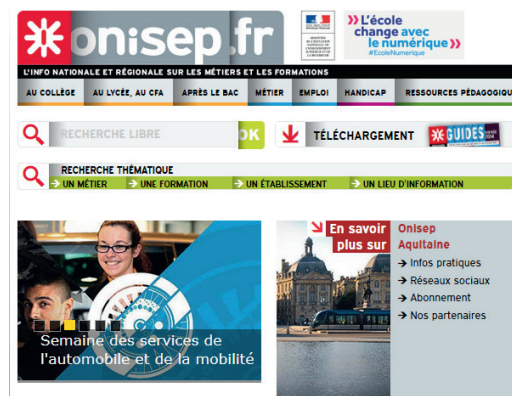 onisep.fr
L'école
change avec
le numérique
#EcoleNumerique
L'INFO NATIONALE ET RÉGIONALE SUR LES MÉTIERS ET LES FORMATIONS
AU COLLÈGE AU LYCÉE, AU CFA APRÈS LE BAC MÉTIER EMPLOI HANDICAP RESSOURCES PÉDAGOGIQU
RECHERCHE LIBRE OK TÉLÉCHARGEMENT GUIDES
RECHERCHE THÉMATIQUE
→ UN MÉTIER → UNE FORMATION → UN ÉTABLISSEMENT → UN LIEU D'INFORMATION
Semaine des services de
l'automobile et de la mobilité
En savoir
plus sur
Onisep
Aquitaine
→ Infos pratiques
→ Réseaux sociaux
→ Abonnement
→ Nos partenaires